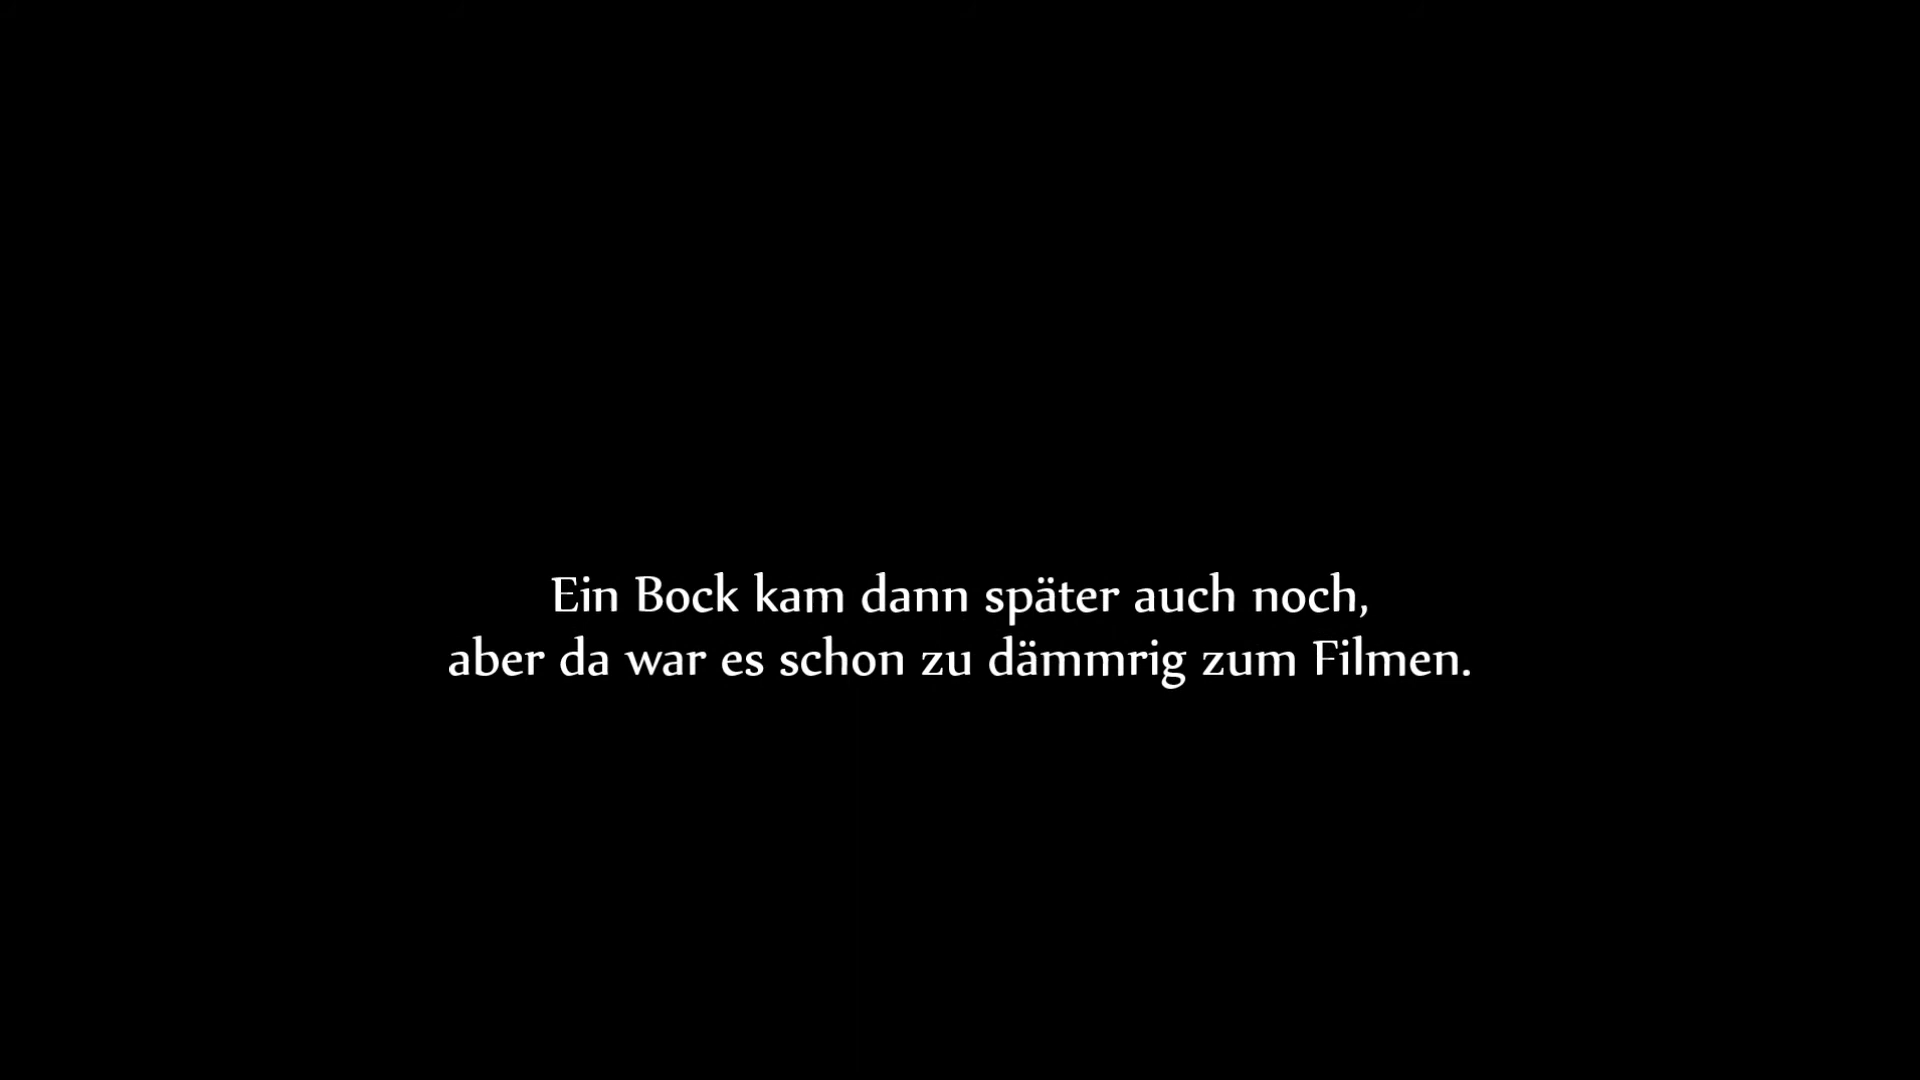 Ein Bock kam dann später auch noch,
aber da war es schon zu dämmrig zum Filmen.